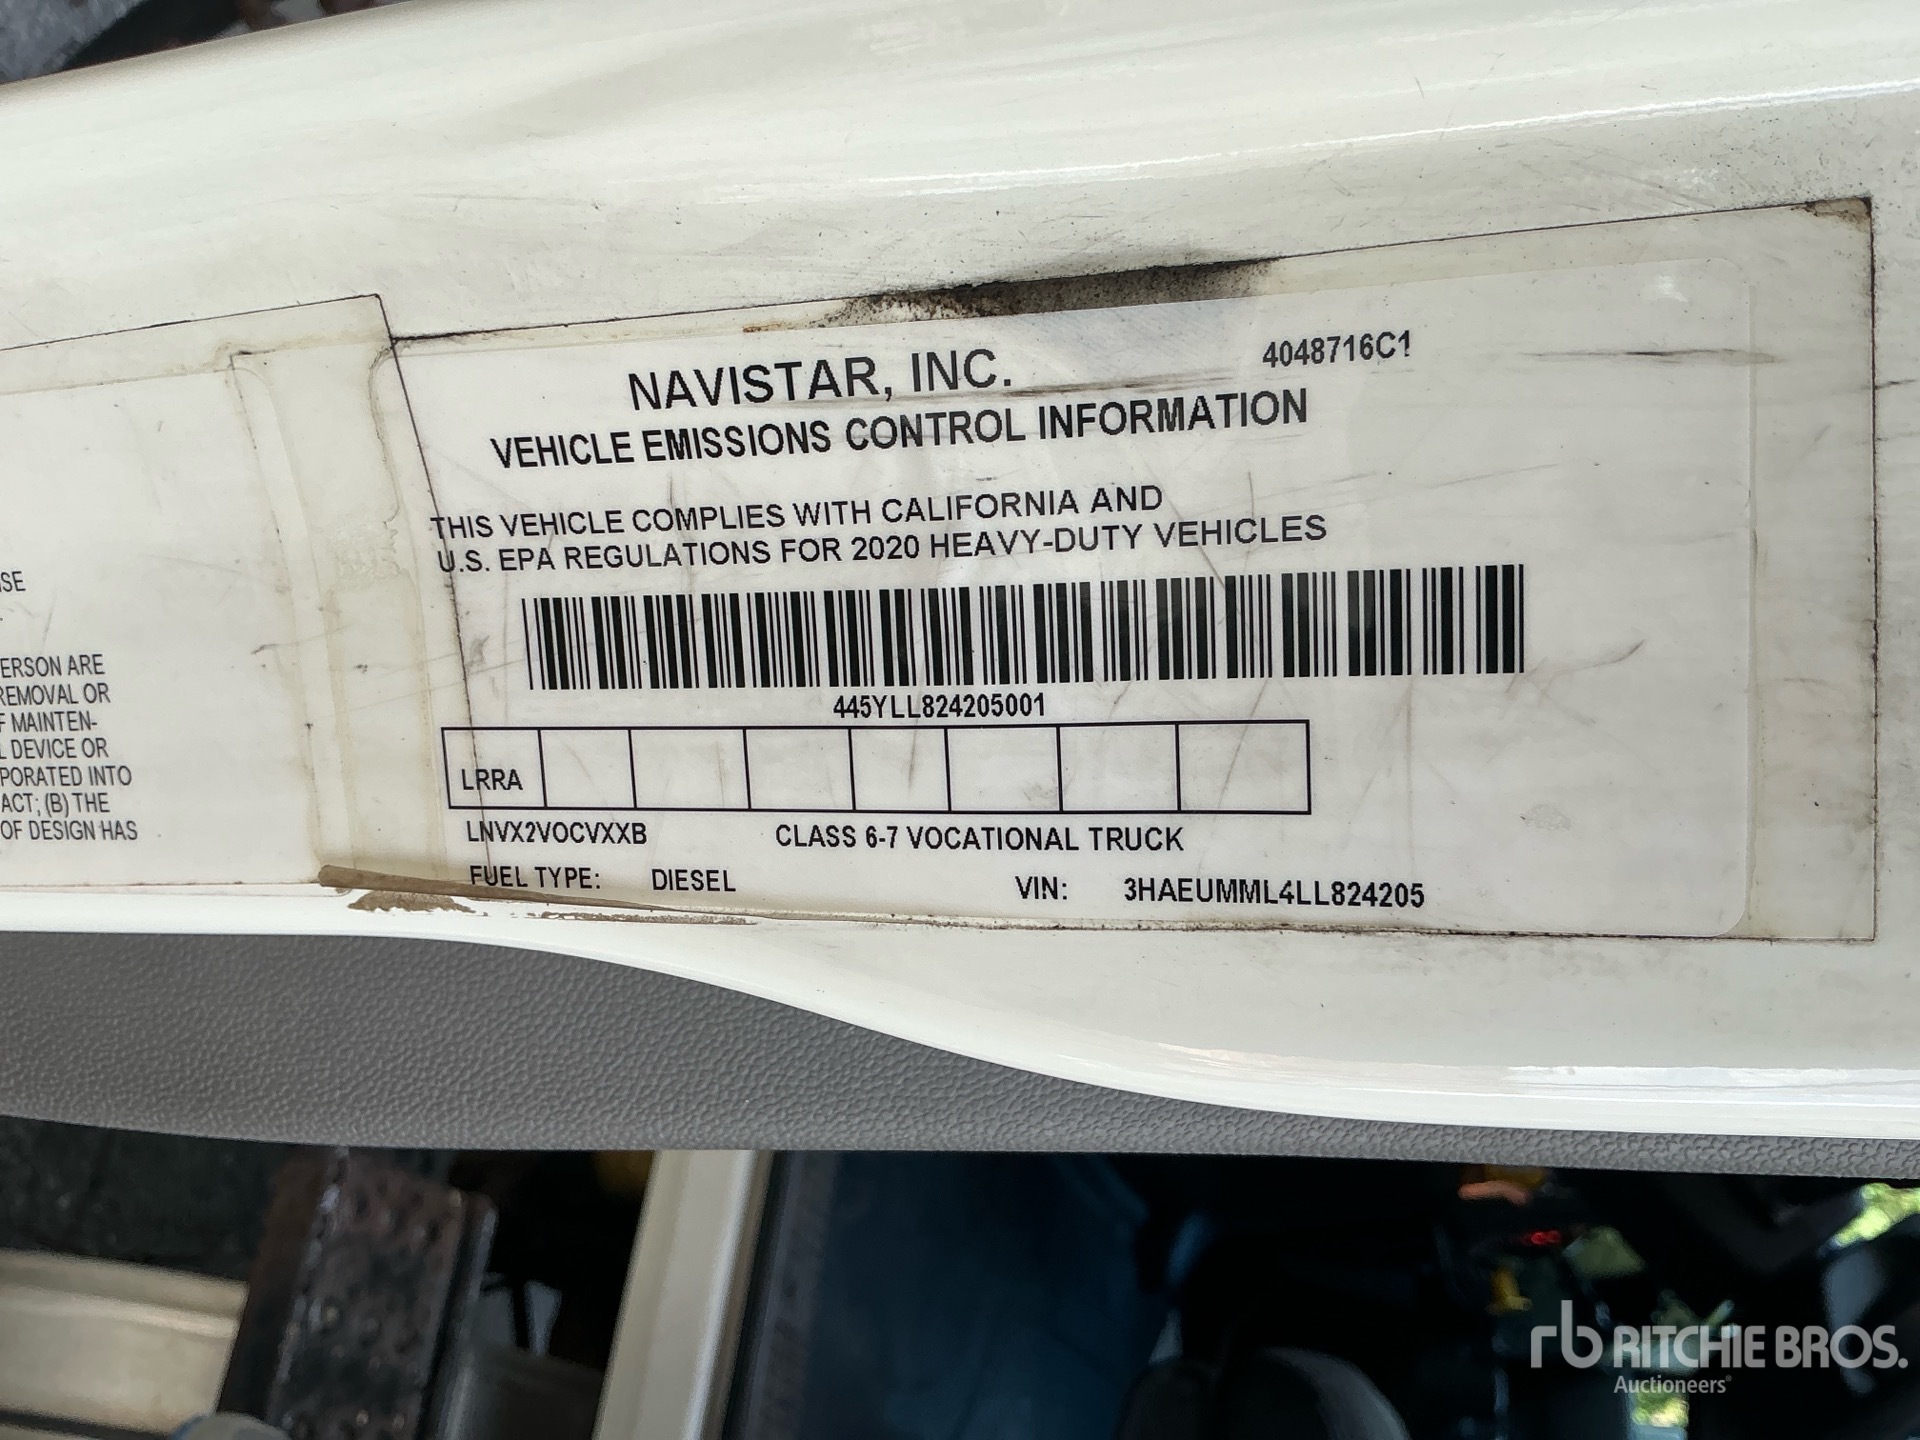 SE
ERSON ARE
REMOVAL OR
F MAINTEN-
L DEVICE OR
PORATED INTO
ACT; (B) THE
OF DESIGN HAS
NAVISTAR, INC.
4048716C1
VEHICLE EMISSIONS CONTROL INFORMATION
THIS VEHICLE COMPLIES WITH CALIFORNIA AND
U.S. EPA REGULATIONS FOR 2020 HEAVY-DUTY VEHICLES
445YLL824205001
LRRA
LNVX2VOCVXXB CLASS 6-7 VOCATIONAL TRUCK
FUEL TYPE: DIESEL VIN: 3HAEUMML4LL824205
rb RITCHIE BROS.
Auctioneers®